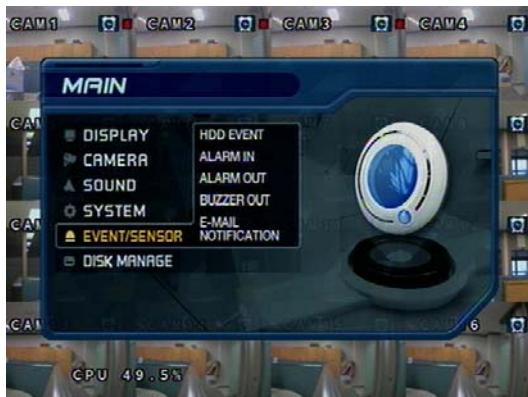 CAM1 CAM2 CAM3 CAM4
MAIN
DISPLAY
CAMERA
SOUND
SYSTEM
EVENT/SENSOR
DISK MANAGE
HDD EVENT
ALARM IN
ALARM OUT
BUZZER OUT
E-MAIL
NOTIFICATION
6
CPU 49.5%